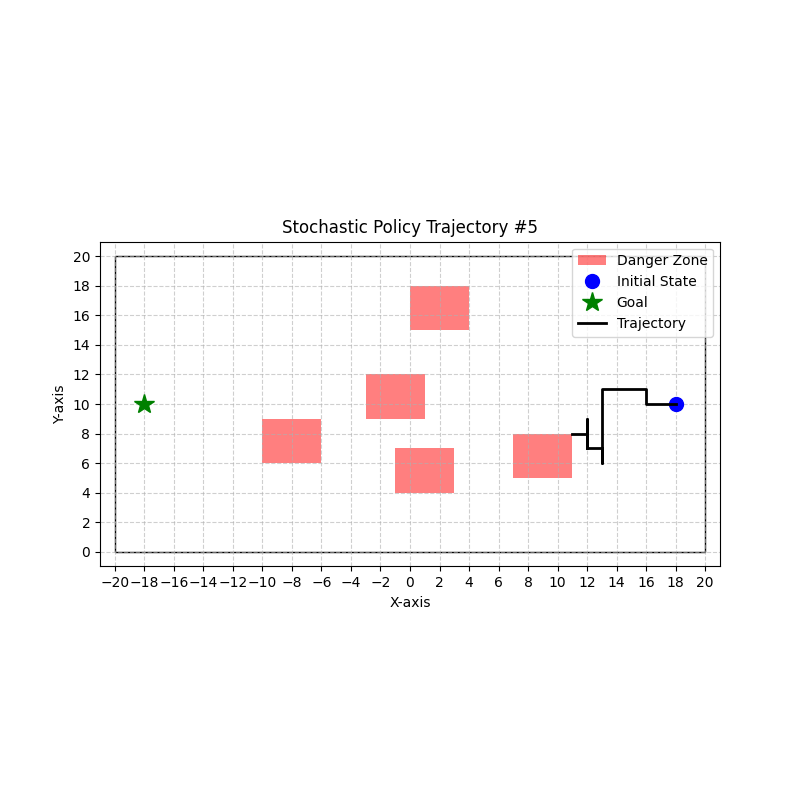 Stochastic Policy Trajectory #5
Danger Zone
Initial State
Goal
Trajectory
Y-axis
20
18
16
14
12
10
8
6
4
2
0
−20 −18 −16 −14 −12 −10 −8 −6 −4 −2 0 2 4 6 8 10 12 14 16 18 20
X-axis